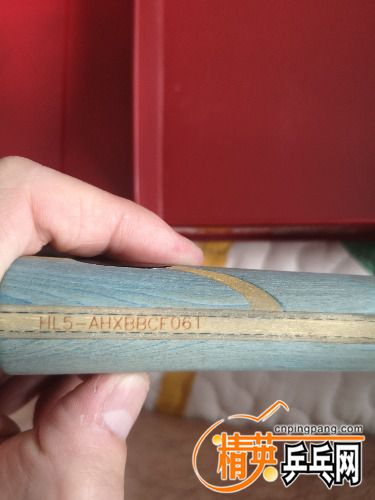 HL5-AHXBBCF061
cnpingpang.com
精英乒乓网